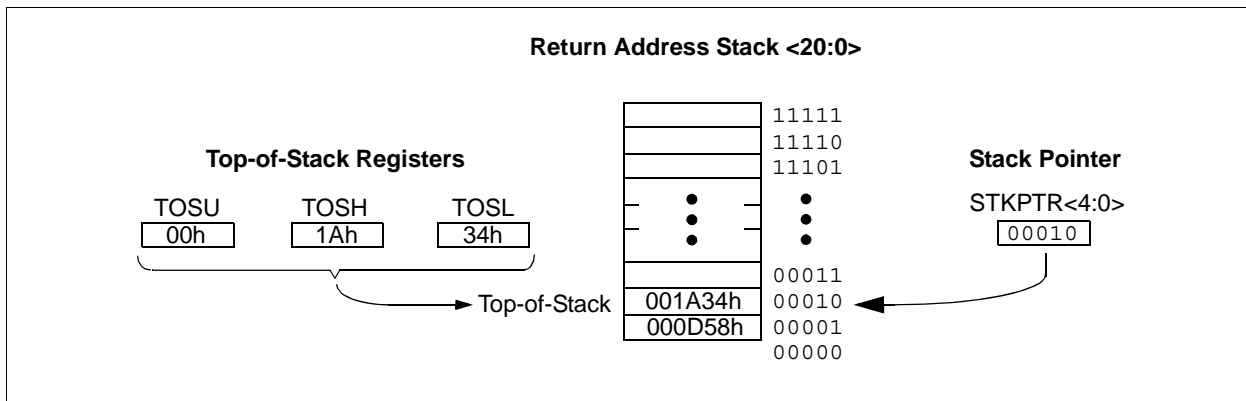 Return Address Stack <20:0>
11111
11110
11101
Top-of-Stack Registers
Stack Pointer
TOSU TOSH TOSL
00h 1Ah 34h
STKPTR<4:0>
00010
00011
Top-of-Stack 001A34h 00010
000D58h 00001
00000